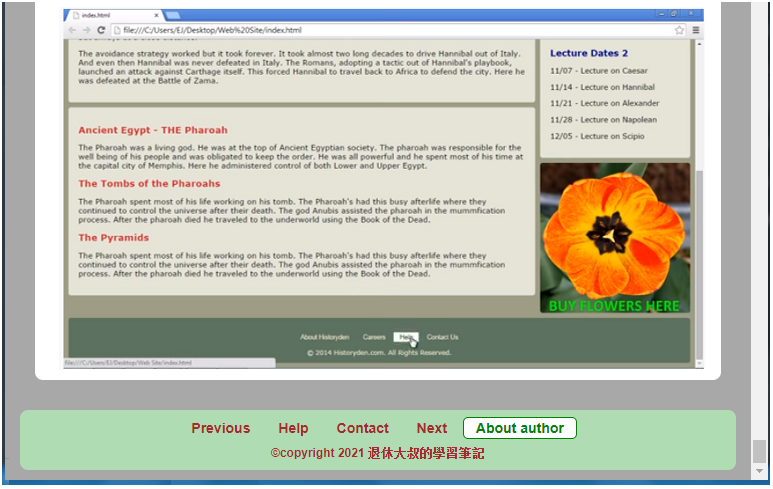 index.html
file:///C:/Users/EJ/Desktop/Web%20Site/index.html
The avoidance strategy worked but it took forever. It took almost two long decades to drive Hannibal out of Italy.
And even then Hannibal was never defeated in Italy. The Romans, adopting a tactic out of Hannibal's playbook,
launched an attack against Carthage itself. This forced Hannibal to travel back to Africa to defend the city. Here he
was defeated at the Battle of Zama.
Ancient Egypt - THE Pharoah
The Pharoah was a living god. He was at the top of Ancient Egyptian society. The pharoah was responsible for the
well being of his people and was obligated to keep the order. He was all powerful and he spent most of his time at
the capital city of Memphis. Here he administered control of both Lower and Upper Egypt.
The Tombs of the Pharoahs
The Pharoah spent most of his life working on his tomb. The Pharoah's had this busy afterlife where they
continued to control the universe after their death. The god Anubis assisted the pharoah in the mummfication
process. After the pharoah died he traveled to the underworld using the Book of the Dead.
The Pyramids
The Pharoah spent most of his life working on his tomb. The Pharoah's had this busy afterlife where they
continued to control the universe after their death. The god Anubis assisted the pharoah in the mummfication
process. After the pharoah died he traveled to the underworld using the Book of the Dead.
Lecture Dates 2
11/07 - Lecture on Caesar
11/14 - Lecture on Hannibal
11/21 - Lecture on Alexander
11/28 - Lecture on Napolean
12/05 - Lecture on Scipio
BUY FLOWERS HERE
About Historyden Careers Help Contact Us
© 2014 Historyden.com. All Rights Reserved.
file:///C:/Users/EJ/Desktop/Web Site/index.html
Previous Help Contact Next About author
©copyright 2021 退休大叔的學習筆記